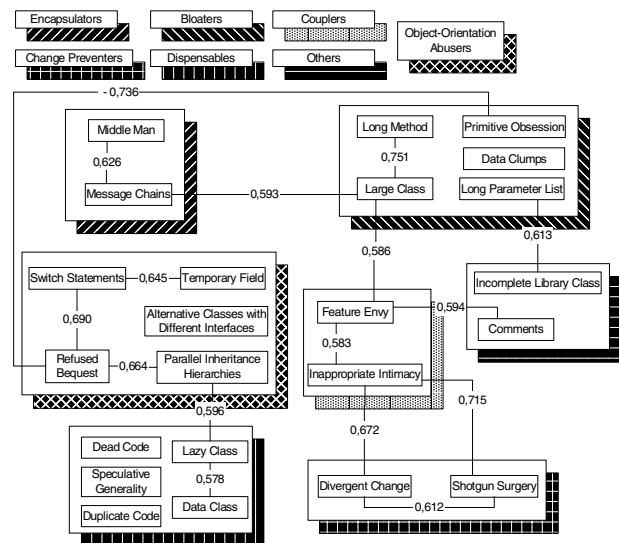 Encapsulators
Bloaters
Couplers
Object-Orientation
Abusers
Change Preventers
Dispensables
Others
- 0,736
Middle Man
0,626
Message Chains
0,593
Long Method
0,751
Large Class
Primitive Obsession
Data Clumps
Long Parameter List
0,586
0,613
Switch Statements
0,645
Temporary Field
Alternative Classes with
Different Interfaces
0,690
Refused
Bequest
0,664
Parallel Inheritance
Hierarchies
Feature Envy
0,594
0,583
Inappropriate Intimacy
Incomplete Library Class
Comments
0,596
0,672
0,715
Dead Code
Speculative
Generality
Duplicate Code
Lazy Class
0,578
Data Class
Divergent Change
Shotgun Surgery
0,612